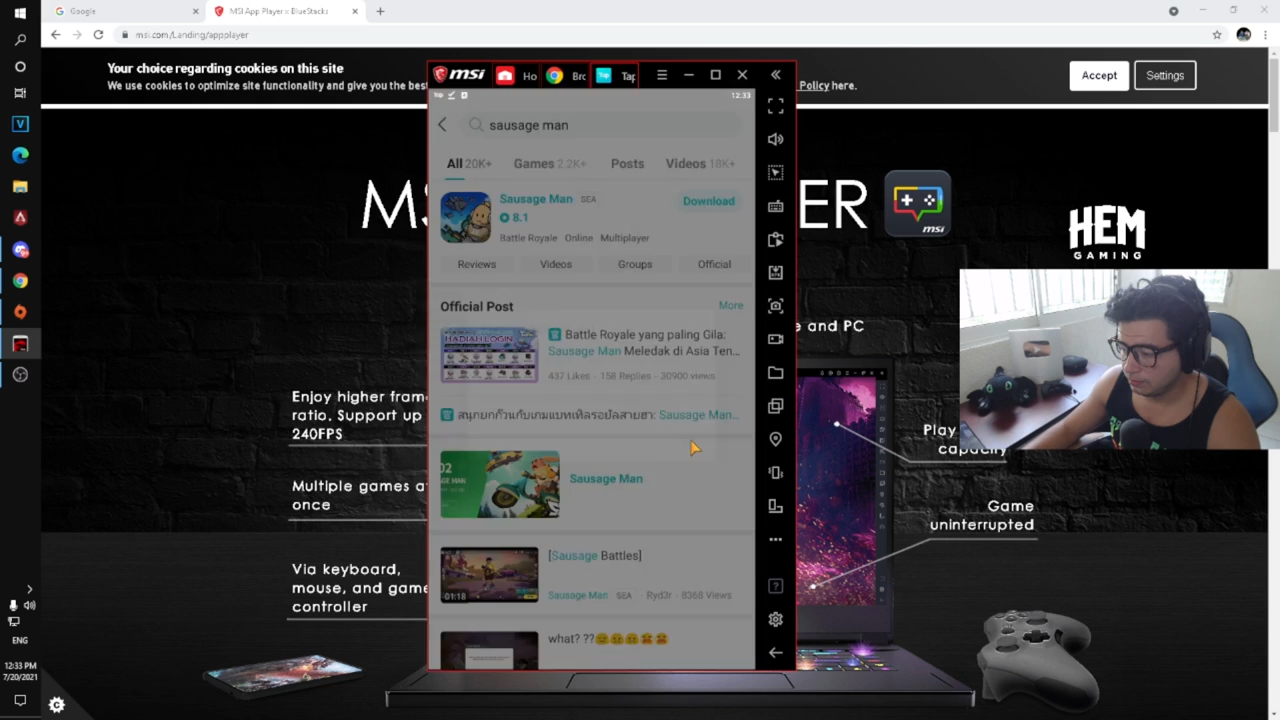 Google
MSI App Player x BlueStacks
msi.com/Landing/appplayer
Your choice regarding cookies on this site
We use cookies to optimize site functionality and give you the bes
Policy here.
Accept
Settings
msi
Ho
Brc
Tap
12:33
sausage man
All 20K+
Games 2.2K+
Posts
Videos 18K+
Sausage Man SEA
8.1
Download
Battle Royale Online Multiplayer
Reviews
Videos
Groups
Official
Official Post
More
HADIAH LOGIN
Battle Royale yang paling Gila:
Sausage Man Meledak di Asia Ten...
437 Likes · 158 Replies · 30900 views
สนุกยกก๊วนกับเกมแบทเทิลรอยัลสายฮา: Sausage Man...
02
Sausage Man
[Sausage Battles]
01:18
Sausage Man SEA · Ryd3r · 8368 Views
what? ??
M
ER
msi
HEM
GAMING
e and PC
Enjoy higher fram
ratio. Support up
240FPS
Multiple games a
once
Via keyboard,
mouse, and game
controller
Play
capacity
Game
uninterrupted
V
ENG
12:33 PM
7/20/2021